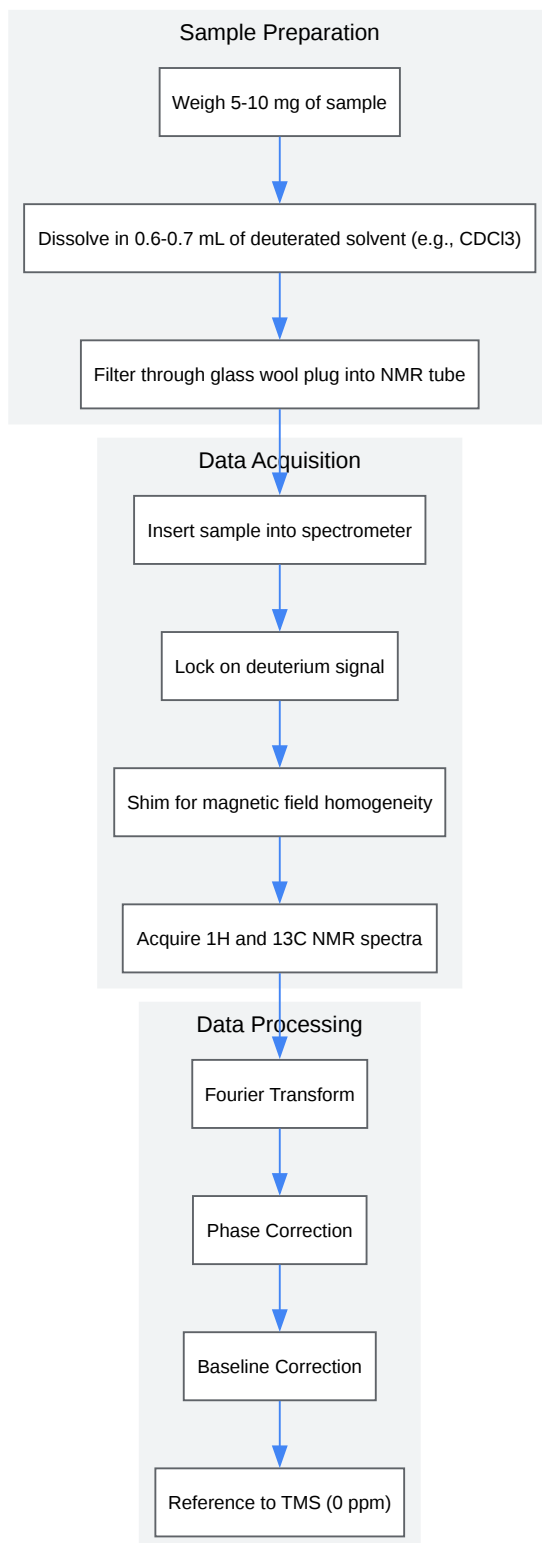 Sample Preparation
Weigh 5-10 mg of sample
Dissolve in 0.6-0.7 mL of deuterated solvent (e.g., CDCl3)
Filter through glass wool plug into NMR tube
Data Acquisition
Insert sample into spectrometer
Lock on deuterium signal
Shim for magnetic field homogeneity
Acquire 1H and 13C NMR spectra
Data Processing
Fourier Transform
Phase Correction
Baseline Correction
Reference to TMS (0 ppm)